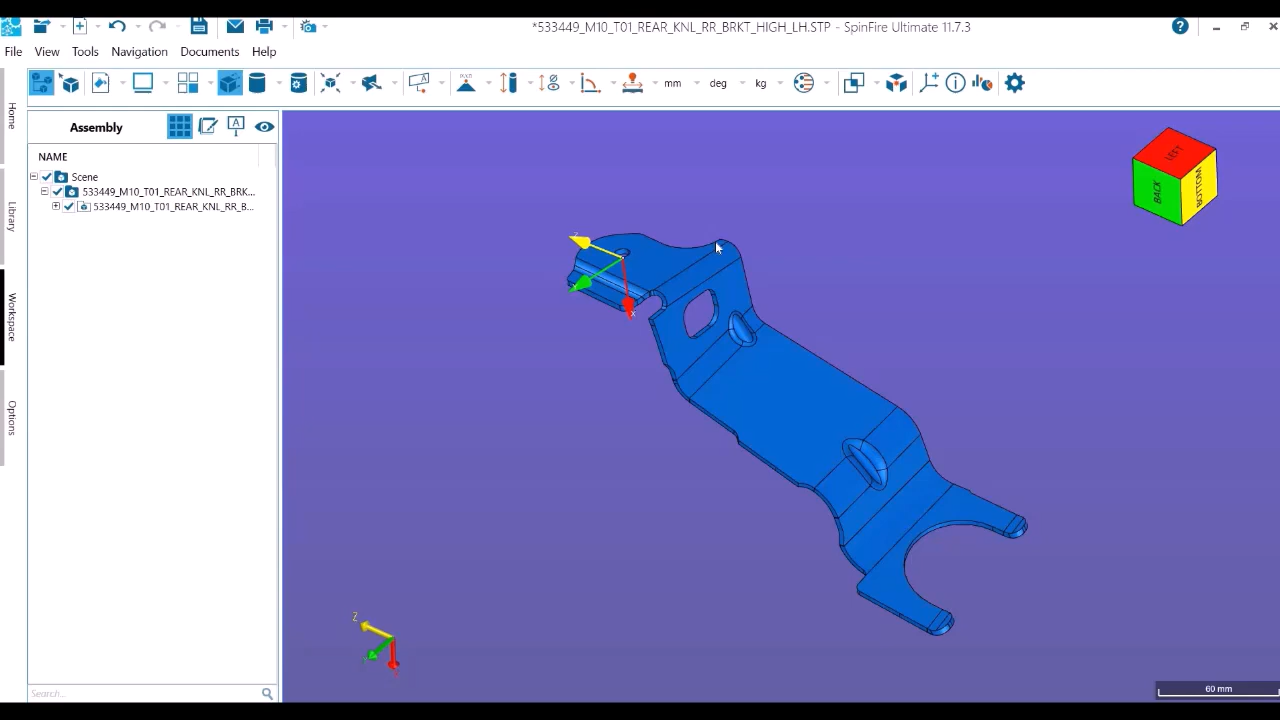 *533449_M10_T01_REAR_KNL_RR_BRKT_HIGH_LH.STP - SpinFire Ultimate 11.7.3
File View Tools Navigation Documents Help
mm deg kg
Home
Library
Workspace
Options
Assembly
NAME
Scene
533449_M10_T01_REAR_KNL_RR_BRK...
533449_M10_T01_REAR_KNL_RR_B...
LEFT
BACK
BOTTOM
X
Z
60 mm
Search...